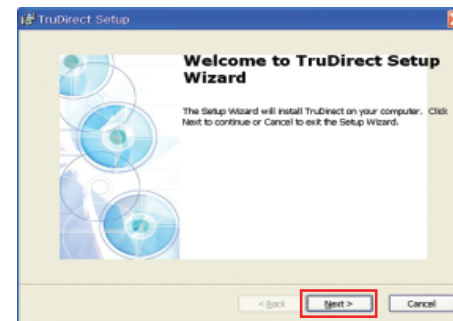 TruDirect Setup
Welcome to TruDirect Setup
Wizard
The Setup Wizard will install TruDirect on your computer. Click
Next to continue or Cancel to exit the Setup Wizard.
< Back
Next >
Cancel